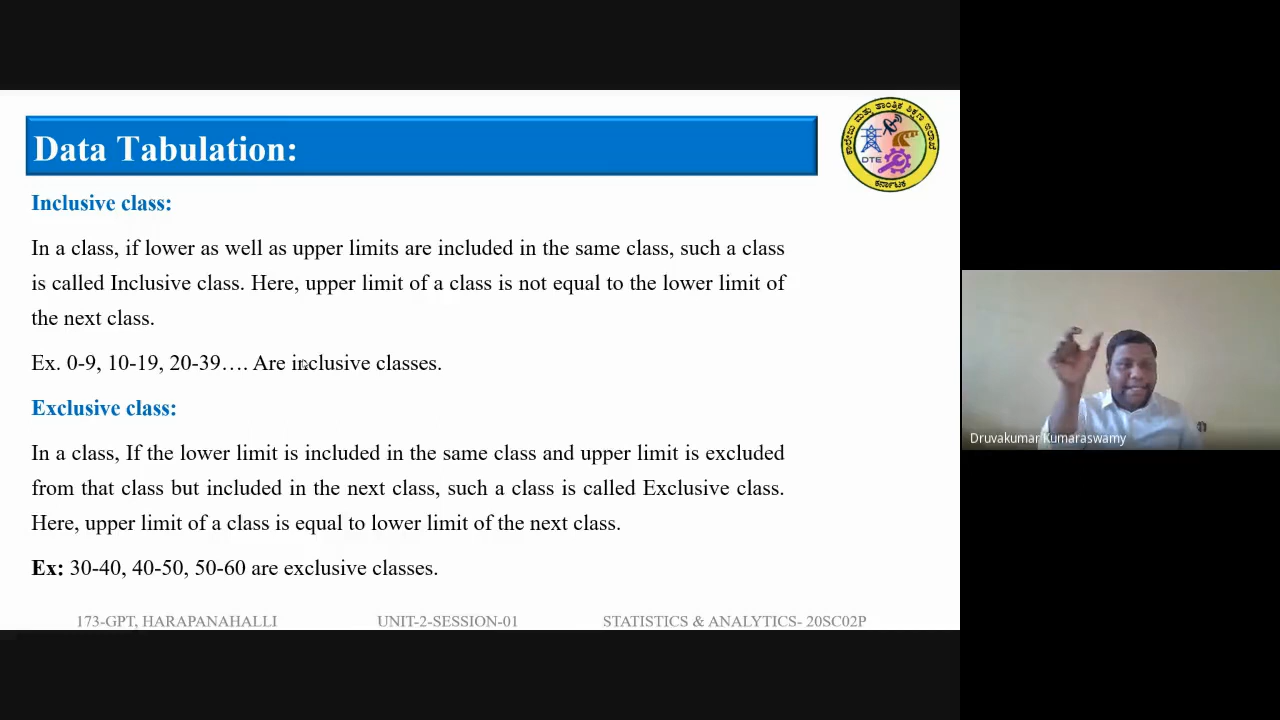 Data Tabulation:
ಕಾಲೇಜು ಮತ್ತು ತಾಂತ್ರಿಕ ಶಿಕ್ಷಣ ಇಲಾಖೆ
DTE
ಕರ್ನಾಟಕ
Inclusive class:
In a class, if lower as well as upper limits are included in the same class, such a class
is called Inclusive class. Here, upper limit of a class is not equal to the lower limit of
the next class.
Ex. 0-9, 10-19, 20-39…. Are inclusive classes.
Exclusive class:
In a class, If the lower limit is included in the same class and upper limit is excluded
from that class but included in the next class, such a class is called Exclusive class.
Here, upper limit of a class is equal to lower limit of the next class.
Ex: 30-40, 40-50, 50-60 are exclusive classes.
173-GPT, HARAPANAHALLI UNIT-2-SESSION-01 STATISTICS & ANALYTICS- 20SC02P
Druvakumar Kumaraswamy